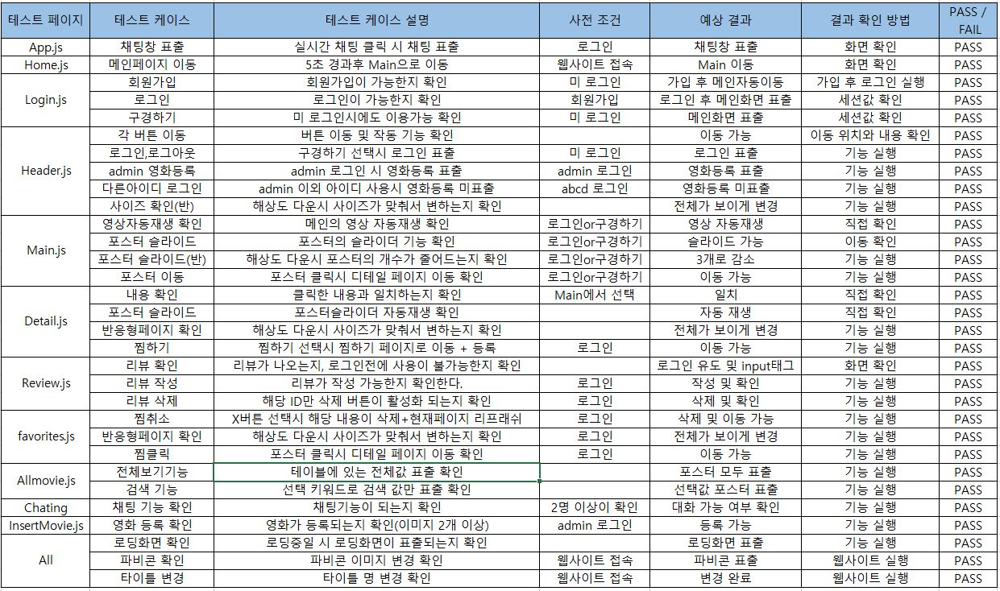 테스트 페이지 테스트 케이스 테스트 케이스 설명 사전 조건 예상 결과 결과 확인 방법 PASS / FAIL
App.js 채팅창 표출 실시간 채팅 클릭 시 채팅 표출 로그인 채팅창 표출 화면 확인 PASS
Home.js 메인페이지 이동 5초 경과후 Main으로 이동 웹사이트 접속 Main 이동 화면 확인 PASS
Login.js 회원가입 회원가입이 가능한지 확인 미 로그인 가입 후 메인자동이동 가입 후 로그인 실행 PASS
로그인 로그인이 가능한지 확인 회원가입 로그인 후 메인화면 표출 세션값 확인 PASS
구경하기 미 로그인시에도 이용가능 확인 미 로그인 메인화면 표출 세션값 확인 PASS
Header.js 각 버튼 이동 버튼 이동 및 작동 기능 확인 이동 가능 이동 위치와 내용 확인 PASS
로그인,로그아웃 구경하기 선택시 로그인 표출 미 로그인 로그인 표출 기능 실행 PASS
admin 영화등록 admin 로그인 시 영화등록 표출 admin 로그인 영화등록 표출 기능 실행 PASS
다른아이디 로그인 admin 이외 아이디 사용시 영화등록 미표출 abcd 로그인 영화등록 미표출 기능 실행 PASS
사이즈 확인(반) 해상도 다운시 사이즈가 맞춰서 변하는지 확인 전체가 보이게 변경 기능 실행 PASS
Main.js 영상자동재생 확인 메인의 영상 자동재생 확인 로그인or구경하기 영상 자동재생 직접 확인 PASS
포스터 슬라이드 포스터의 슬라이더 기능 확인 로그인or구경하기 슬라이드 가능 이동 확인 PASS
포스터 슬라이드(반) 해상도 다운시 포스터의 개수가 줄어드는지 확인 로그인or구경하기 3개로 감소 기능 실행 PASS
포스터 이동 포스터 클릭시 디테일 페이지 이동 확인 로그인or구경하기 이동 가능 기능 실행 PASS
Detail.js 내용 확인 클릭한 내용과 일치하는지 확인 Main에서 선택 일치 직접 확인 PASS
포스터 슬라이드 포스터슬라이더 자동재생 확인 자동 재생 직접 확인 PASS
반응형페이지 확인 해상도 다운시 사이즈가 맞춰서 변하는지 확인 전체가 보이게 변경 기능 실행 PASS
찜하기 찜하기 선택시 찜하기 페이지로 이동 + 등록 로그인 이동 가능 기능 실행 PASS
Review.js 리뷰 확인 리뷰가 나오는지, 로그인전에 사용이 불가능한지 확인 로그인 유도 및 input태그 화면 확인 PASS
리뷰 작성 리뷰가 작성 가능한지 확인한다. 로그인 작성 및 확인 기능 실행 PASS
리뷰 삭제 해당 ID만 삭제 버튼이 활성화 되는지 확인 로그인 삭제 및 확인 기능 실행 PASS
favorites.js 찜취소 X버튼 선택시 해당 내용이 삭제+현재페이지 리프래쉬 로그인 삭제 및 이동 가능 기능 실행 PASS
반응형페이지 확인 해상도 다운시 사이즈가 맞춰서 변하는지 확인 로그인 전체가 보이게 변경 기능 실행 PASS
찜클릭 포스터 클릭시 디테일 페이지 이동 확인 로그인 이동 가능 기능 실행 PASS
Allmovie.js 전체보기기능 테이블에 있는 전체값 표출 확인 포스터 모두 표출 기능 실행 PASS
검색 기능 선택 키워드로 검색 값만 표출 확인 선택값 포스터 표출 기능 실행 PASS
Chating 채팅 기능 확인 채팅기능이 되는지 확인 2명 이상이 확인 대화 가능 여부 확인 기능 실행 PASS
InsertMovie.js 영화 등록 확인 영화가 등록되는지 확인(이미지 2개 이상) admin 로그인 등록 가능 기능 실행 PASS
All 로딩화면 확인 로딩중일 시 로딩화면이 표출되는지 확인 로딩화면 표출 기능 실행 PASS
파비콘 확인 파비콘 이미지 변경 확인 웹사이트 접속 파비콘 표출 웹사이트 실행 PASS
타이틀 변경 타이틀 명 변경 확인 웹사이트 접속 변경 완료 웹사이트 실행 PASS